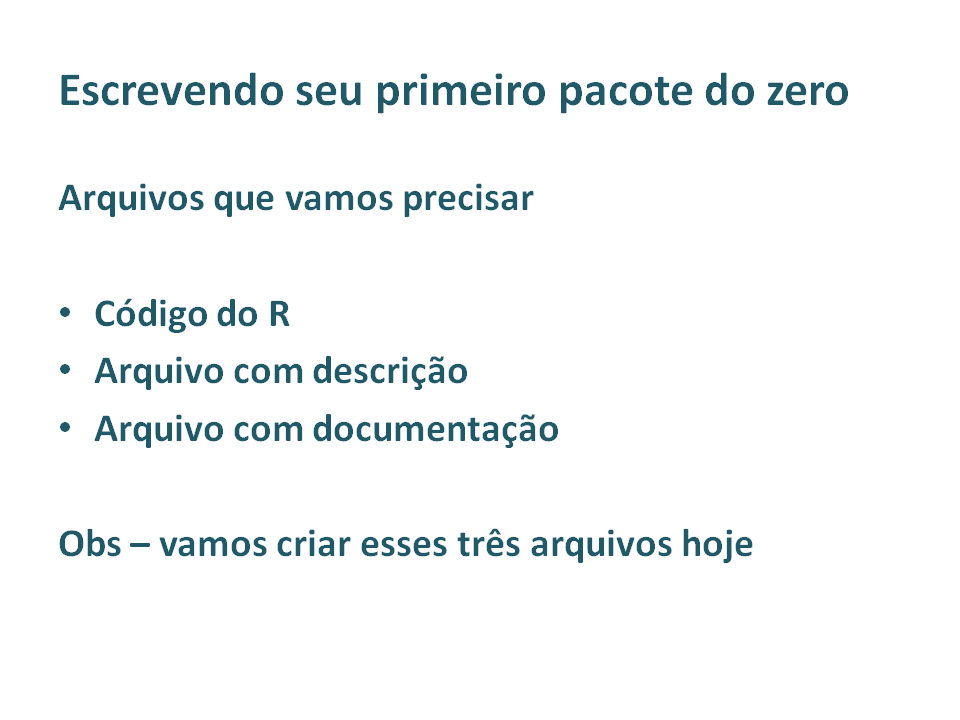 Escrevendo seu primeiro pacote do zero
Arquivos que vamos precisar
• Código do R
• Arquivo com descrição
• Arquivo com documentação
Obs – vamos criar esses três arquivos hoje